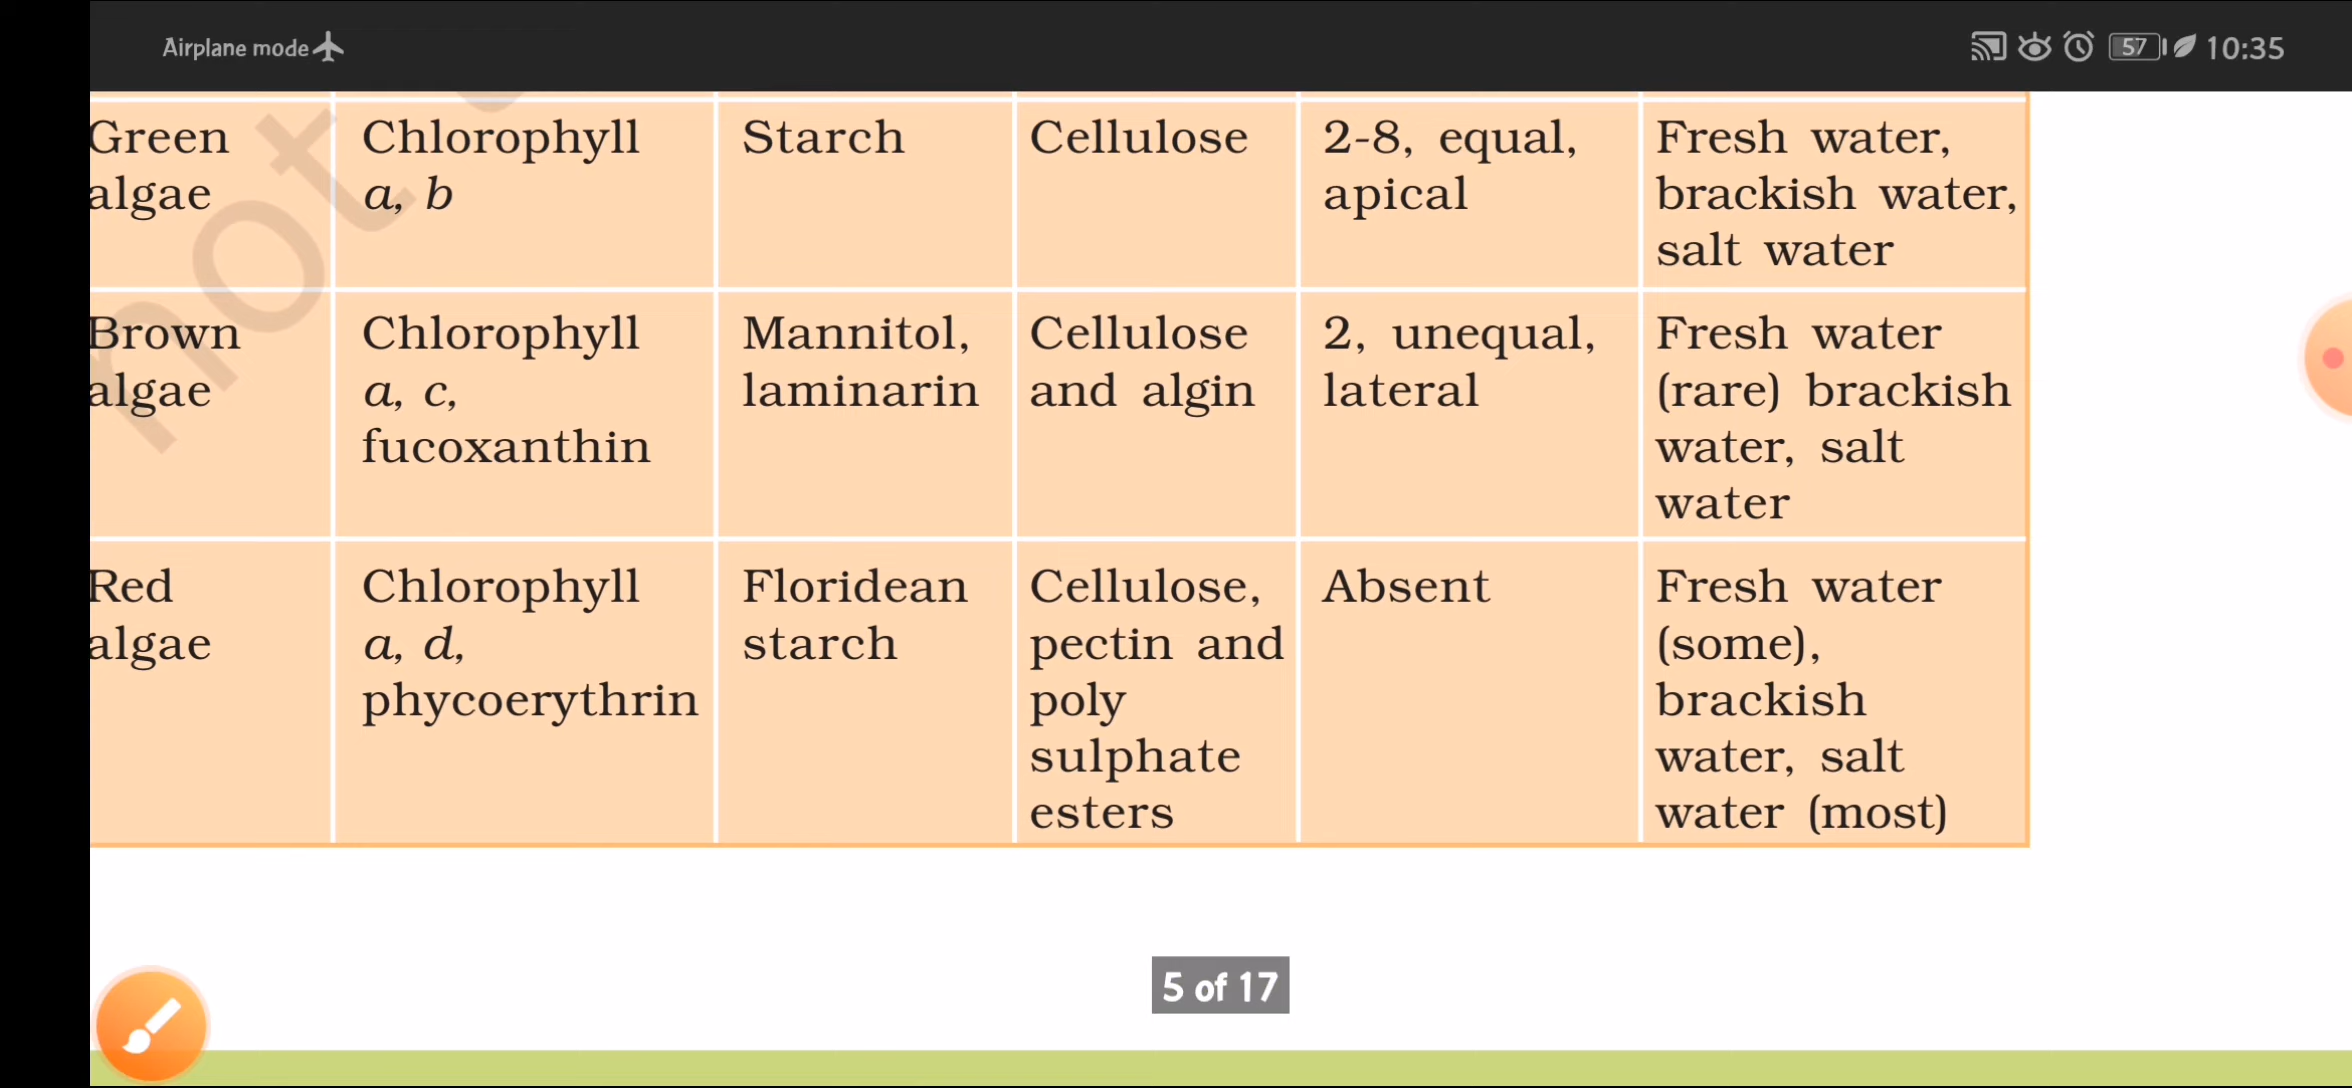 Airplane mode
57 10:35
not
Green
algae
Chlorophyll
a, b
Starch
Cellulose
2-8, equal,
apical
Fresh water,
brackish water,
salt water
Brown
algae
Chlorophyll
a, c,
fucoxanthin
Mannitol,
laminarin
Cellulose
and algin
2, unequal,
lateral
Fresh water
(rare) brackish
water, salt
water
Red
algae
Chlorophyll
a, d,
phycoerythrin
Floridean
starch
Cellulose,
pectin and
poly
sulphate
esters
Absent
Fresh water
(some),
brackish
water, salt
water (most)
5 of 17